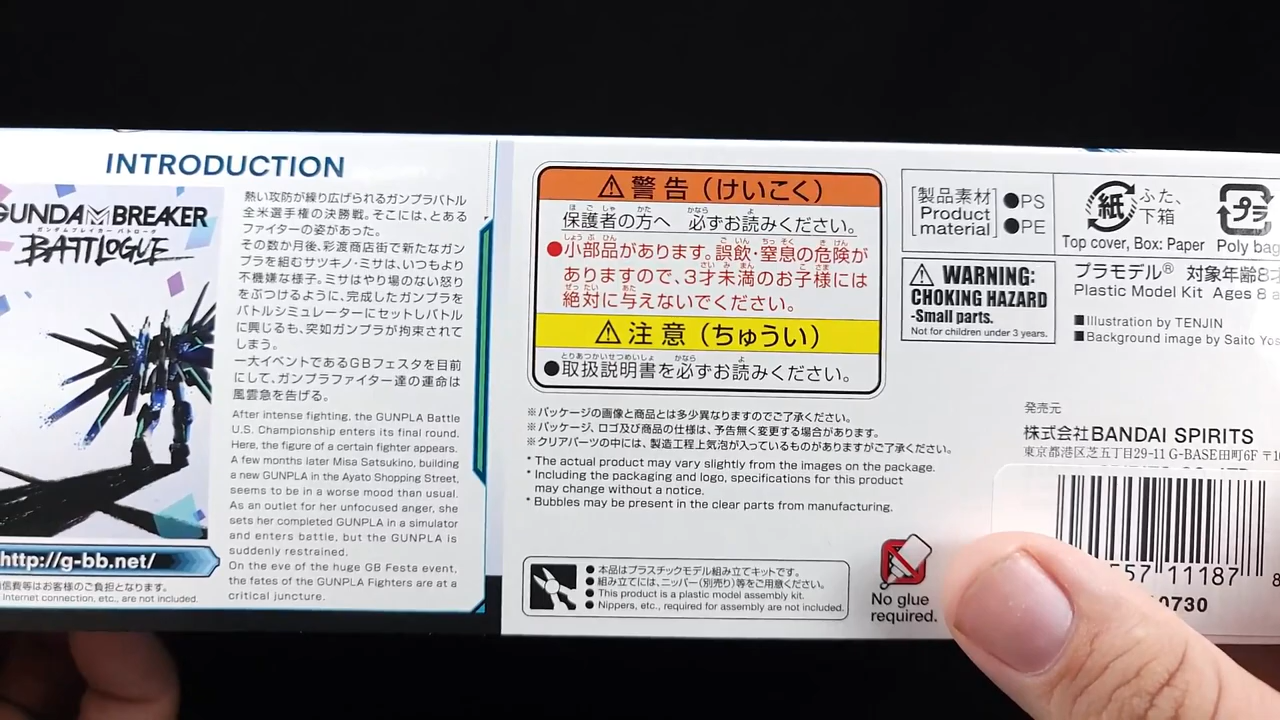 INTRODUCTION
GUNDAM BREAKER
ガンダムブレイカー バトローグ
BATTLOGUE
http://g-bb.net/
信費等はお客様のご負担となります。
Internet connection, etc., are not included.
熱い攻防が繰り広げられるガンプラバトル
全米選手権の決勝戦。そこには、とある
ファイターの姿があった。
その数か月後、彩渡商店街で新たなガン
プラを組むサツキノ・ミサは、いつもより
不機嫌な様子。ミサはやり場のない怒り
をぶつけるように、完成したガンプラを
バトルシミュレーターにセットしバトル
に興じるも、突如ガンプラが拘束されて
しまう。
一大イベントであるGBフェスタを目前
にして、ガンプラファイター達の運命は
風雲急を告げる。
After intense fighting, the GUNPLA Battle
U.S. Championship enters its final round.
Here, the figure of a certain fighter appears.
A few months later Misa Satsukino, building
a new GUNPLA in the Ayato Shopping Street,
seems to be in a worse mood than usual.
As an outlet for her unfocused anger, she
sets her completed GUNPLA in a simulator
and enters battle, but the GUNPLA is
suddenly restrained.
On the eve of the huge GB Festa event,
the fates of the GUNPLA Fighters are at a
critical juncture.
⚠警告（けいこく）
保護者の方へ 必ずお読みください。
●小部品があります。誤飲・窒息の危険が
ありますので、3才未満のお子様には
絶対に与えないでください。
⚠注意（ちゅうい）
●取扱説明書を必ずお読みください。
※パッケージの画像と商品とは多少異なりますのでご了承ください。
※パッケージ、ロゴ及び商品の仕様は、予告無く変更する場合があります。
※クリアパーツの中には、製造工程上気泡が入っているものがありますがご了承ください。
* The actual product may vary slightly from the images on the package.
* Including the packaging and logo, specifications for this product
may change without a notice.
* Bubbles may be present in the clear parts from manufacturing.
●本品はプラスチックモデル組み立てキットです。
●組み立てには、ニッパー(別売り)等をご用意ください。
●This product is a plastic model assembly kit.
●Nippers, etc., required for assembly are not included.
No glue
required.
製品素材
Product
material
●PS
●PE
紙
ふた、
下箱
Top cover, Box: Paper
プラ
Poly bag
⚠ WARNING:
CHOKING HAZARD
-Small parts.
Not for children under 3 years.
プラモデル® 対象年齢8才
Plastic Model Kit Ages 8 a
■Illustration by TENJIN
■Background image by Saito Yos
発売元
株式会社BANDAI SPIRITS
東京都港区芝五丁目29-11 G-BASE田町6F 〒10
557 11187 8
0730